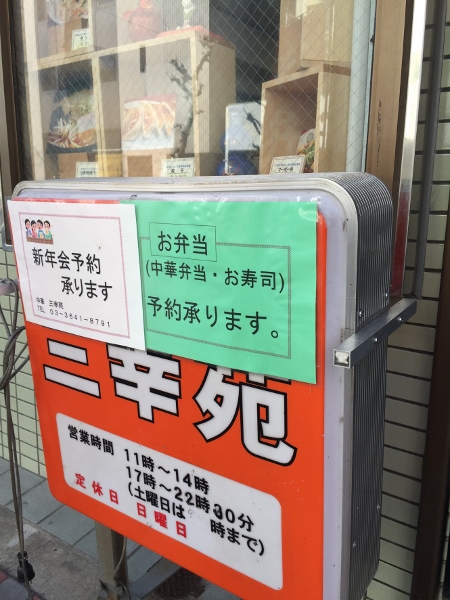 新年会予約
承ります
中華 三幸苑
TEL 03-3641-8791
お弁当
(中華弁当・お寿司)
予約承ります。
三幸苑
営業時間
11時～14時
17時～22時30分
(土曜日は 時まで)
定休日 日曜日